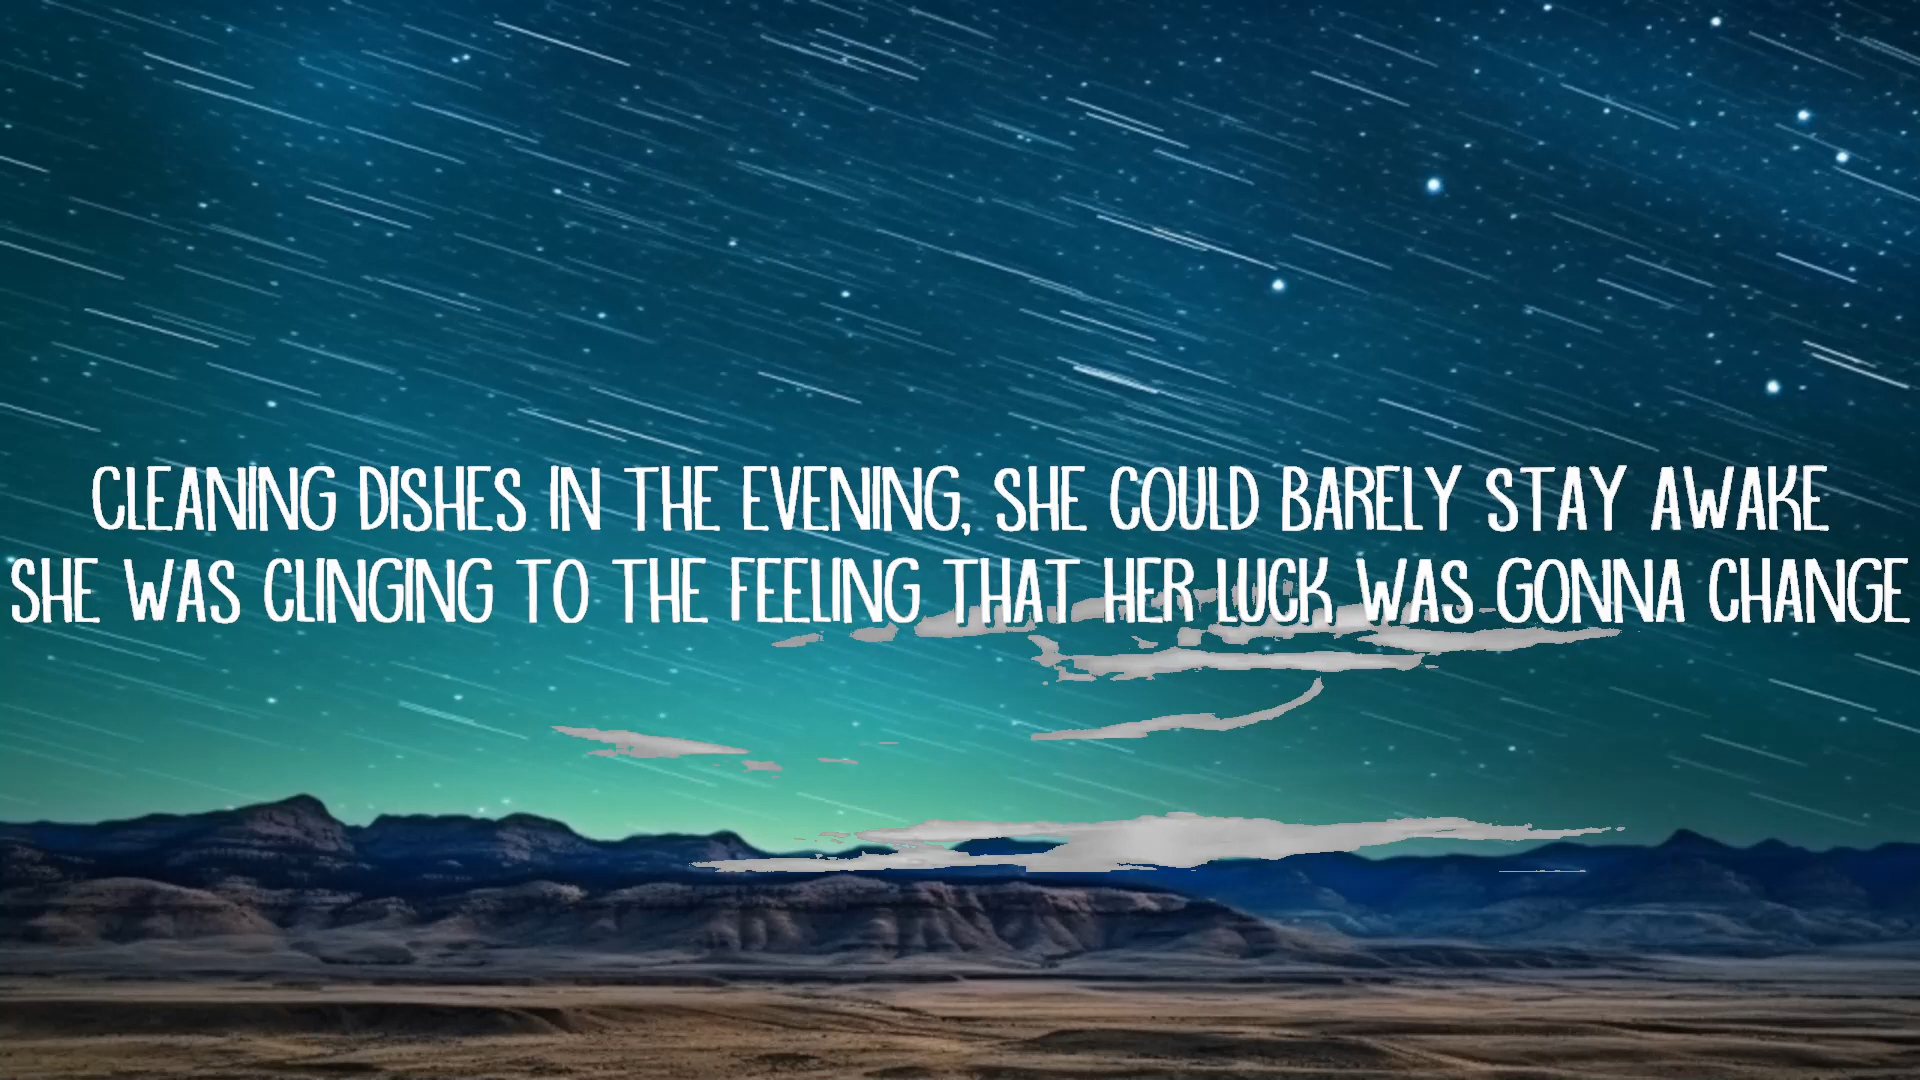 CLEANING DISHES IN THE EVENING, SHE COULD BARELY STAY AWAKE
SHE WAS CLINGING TO THE FEELING THAT HER LUCK WAS GONNA CHANGE